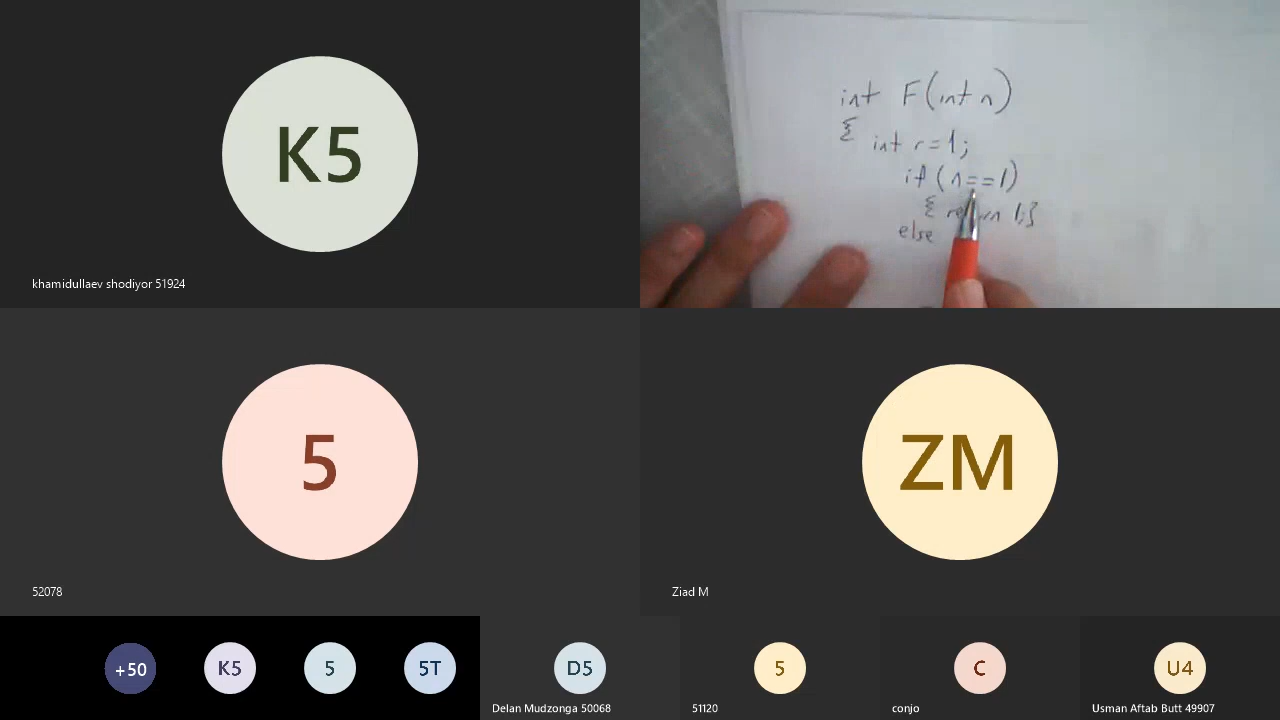 K5
khamidullaev shodiyor 51924
int F(int n)
{
int r=1;
if (n==1)
{ return 1;}
else
5
52078
ZM
Ziad M
+50
K5
5
5T
D5
Delan Mudzonga 50068
5
51120
C
conjo
U4
Usman Aftab Butt 49907